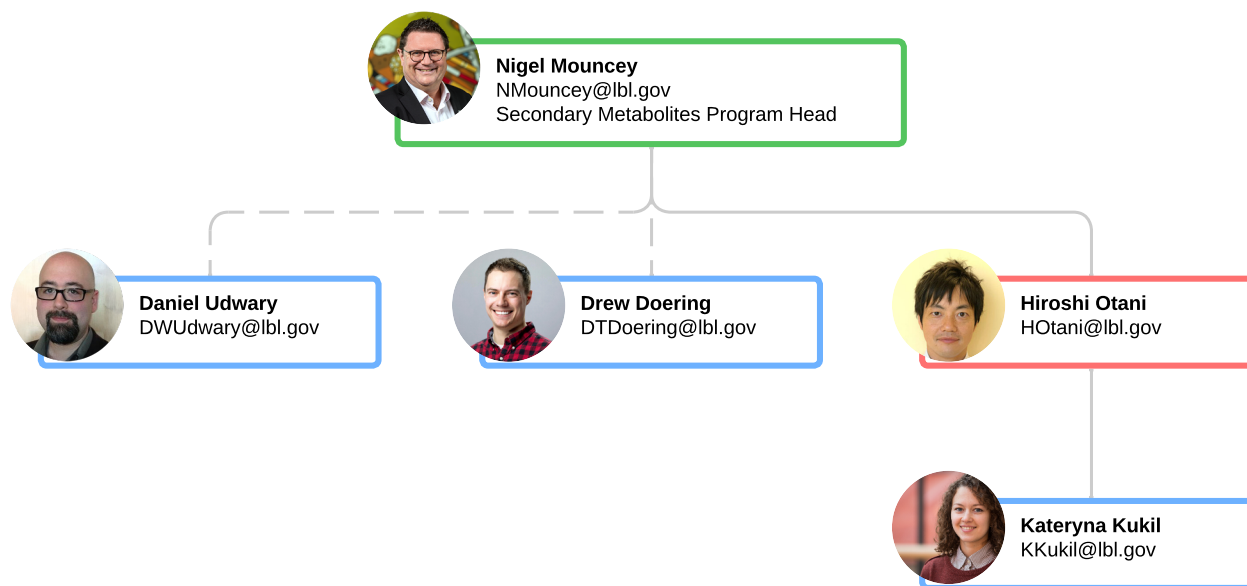 Nigel Mouncey
NMouncey@lbl.gov
Secondary Metabolites Program Head
Daniel Udwary
DWUdwary@lbl.gov
Drew Doering
DTDoering@lbl.gov
Hiroshi Otani
HOtani@lbl.gov
Kateryna Kukil
KKukil@lbl.gov